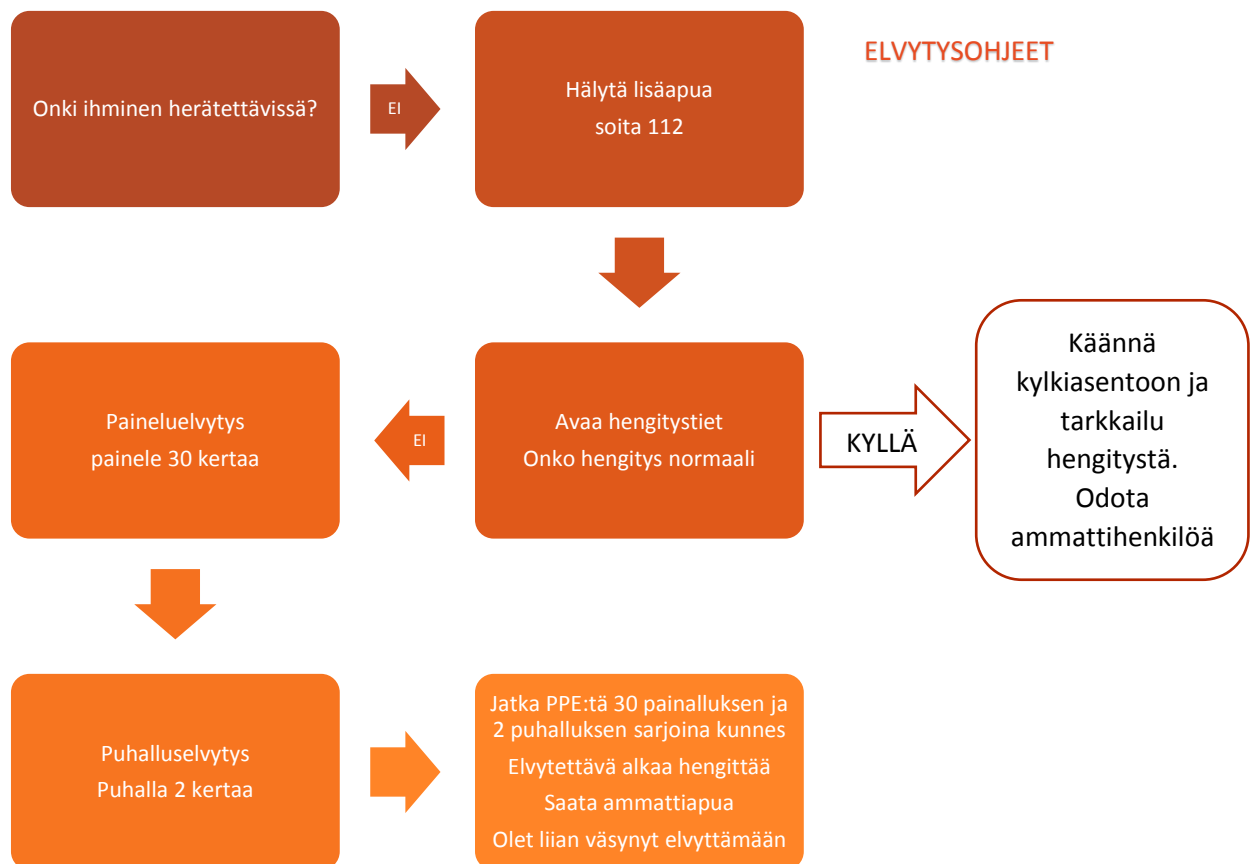 ELVYTYSOHJEET
Onki ihminen herätettävissä?
EI
Hälytä lisäapua
soita 112
Avaa hengitystiet
Onko hengitys normaali
KYLLÄ
Käännä
kylkiasentoon ja
tarkkailu
hengitystä.
Odota
ammattihenkilöä
EI
Paineluelvytys
painele 30 kertaa
Puhalluselvytys
Puhalla 2 kertaa
Jatka PPE:tä 30 painalluksen ja
2 puhalluksen sarjoina kunnes
Elvytettävä alkaa hengittää
Saata ammattiapua
Olet liian väsynyt elvyttämään